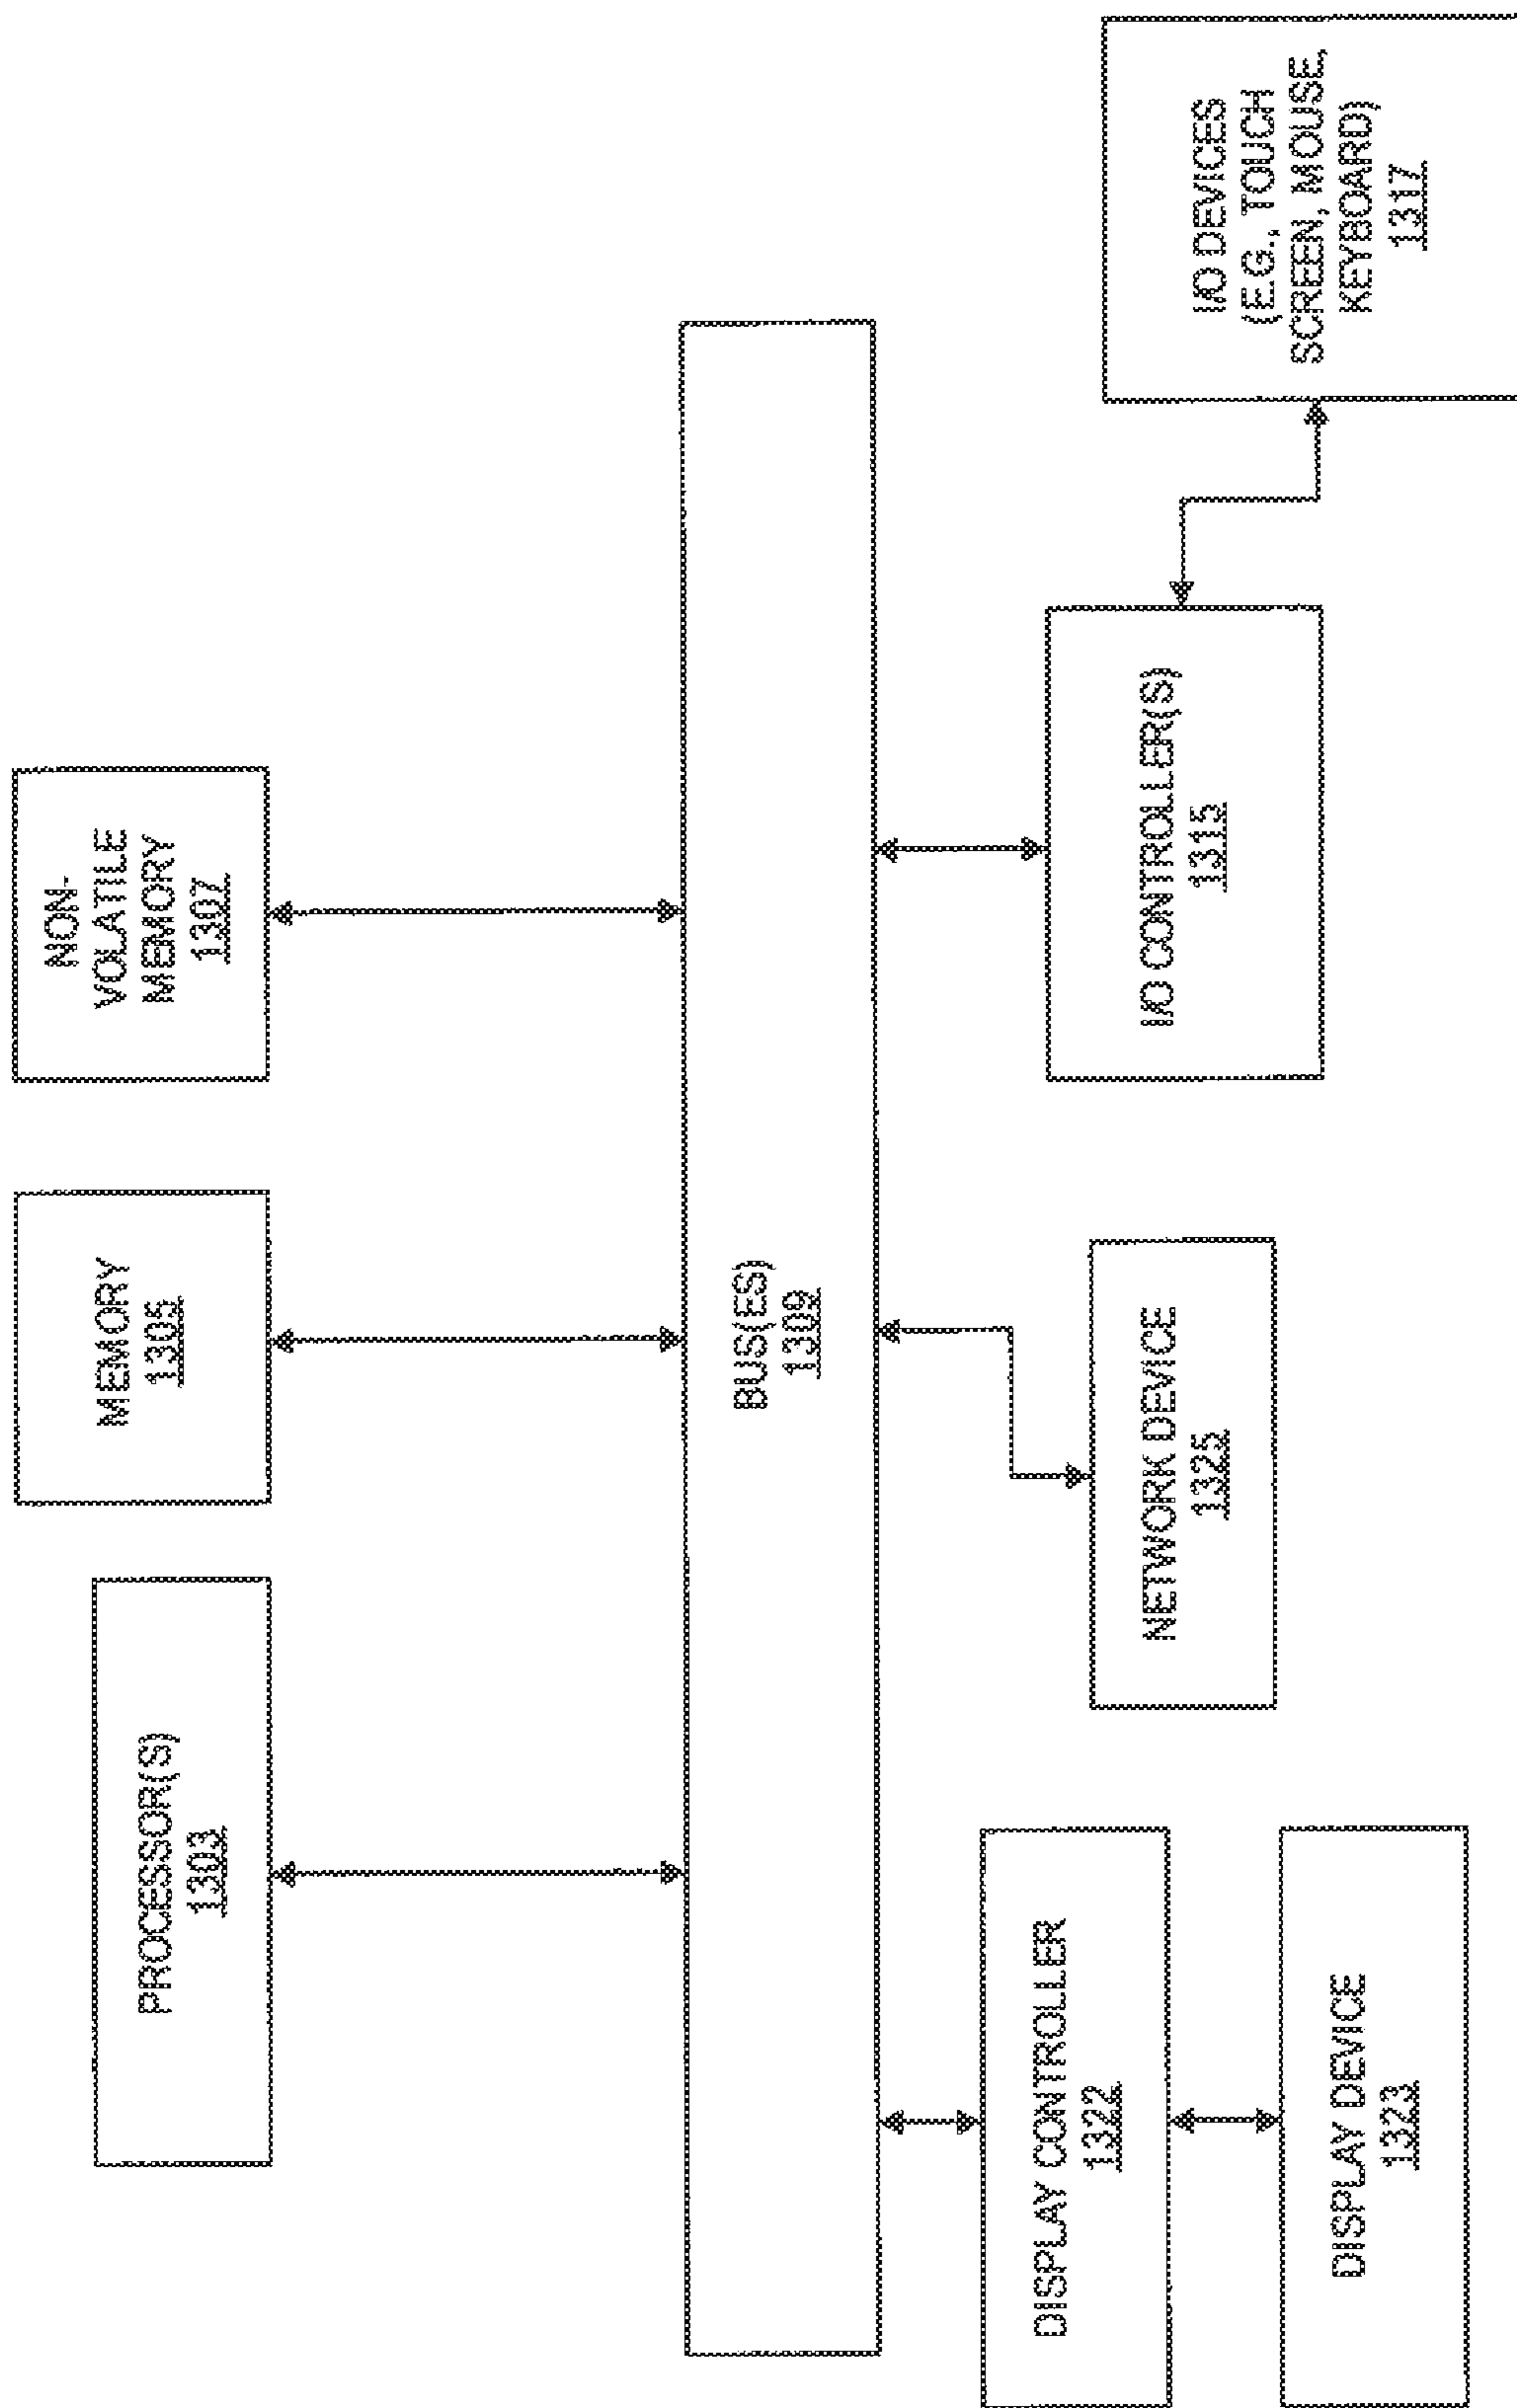 PROCESSOR(S)
1303
MEMORY
1305
NON-
VOLATILE
MEMORY
1307
BUS(ES)
1309
DISPLAY CONTROLLER
1322
DISPLAY DEVICE
1323
NETWORK DEVICE
1325
I/O CONTROLLER(S)
1315
I/O DEVICES
(E.G., TOUCH
SCREEN, MOUSE,
KEYBOARD)
1317